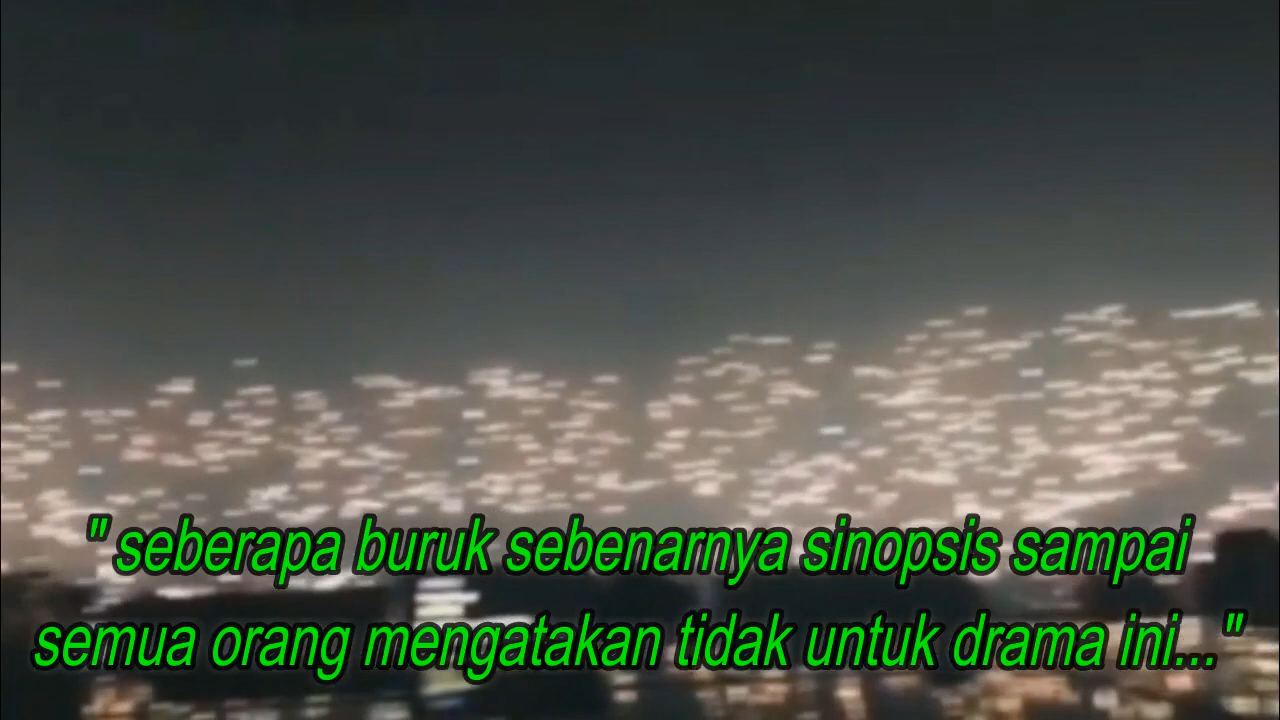 " seberapa buruk sebenarnya sinopsis sampai
semua orang mengatakan tidak untuk drama ini..."